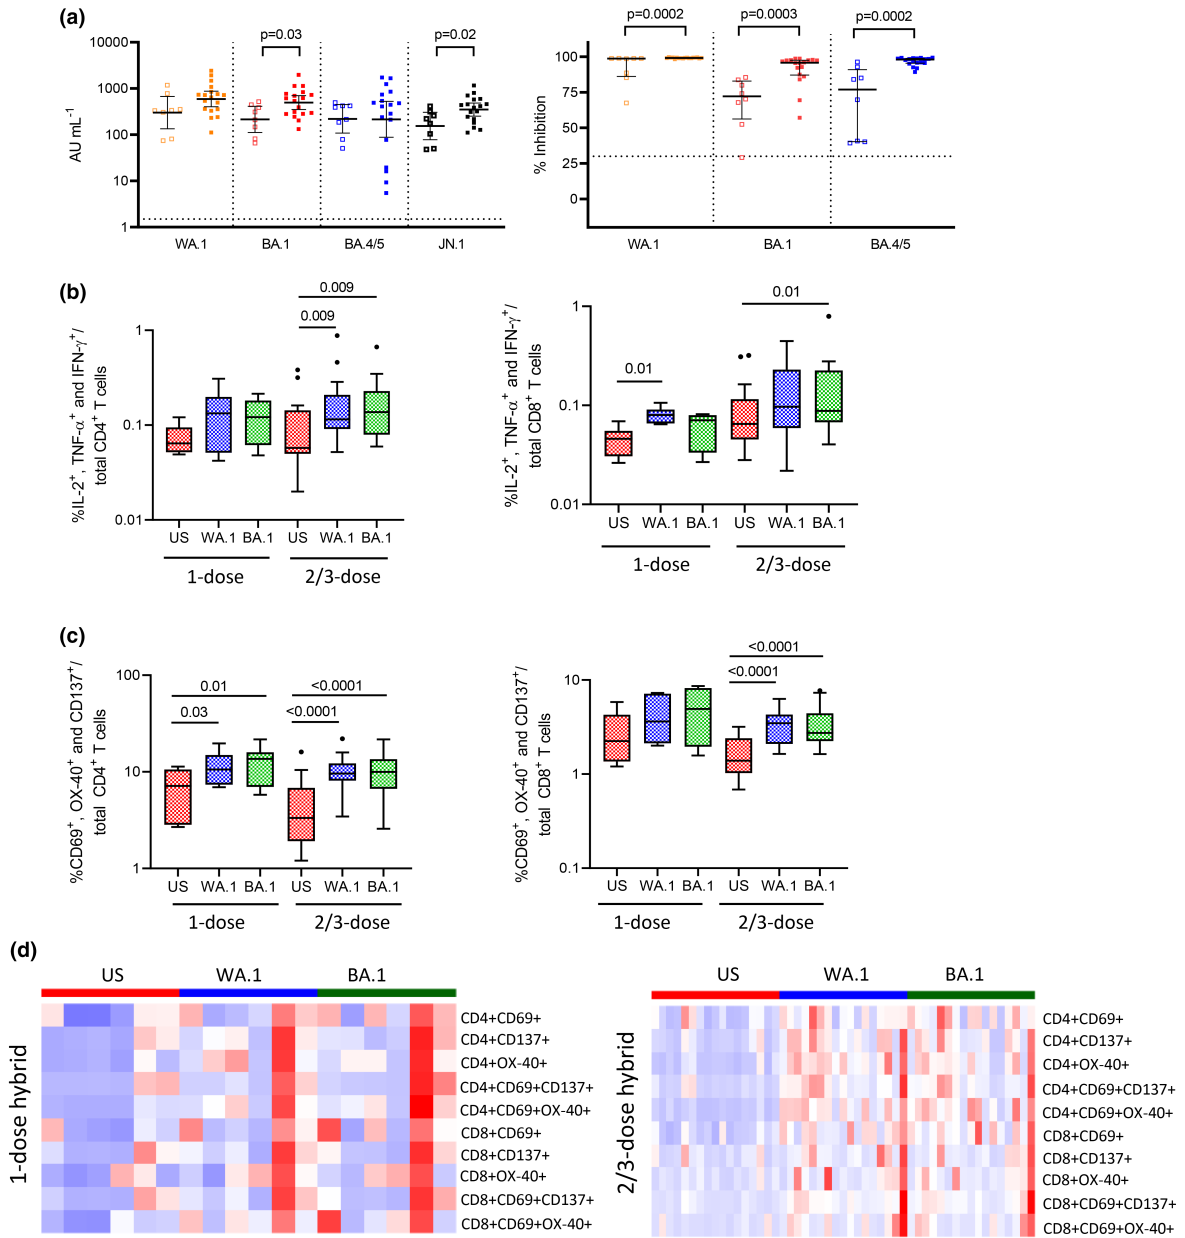 (a)
p=0.03
p=0.02
10000
1000
100
10
1
AU mL⁻¹
WA.1
BA.1
BA.4/5
JN.1
p=0.0002
p=0.0003
p=0.0002
100
75
50
25
0
% Inhibition
WA.1
BA.1
BA.4/5
(b)
%IL-2⁺, TNF-α⁺ and IFN-γ⁺/
total CD4⁺ T cells
1
0.1
0.01
0.009
0.009
US
WA.1
BA.1
US
WA.1
BA.1
1-dose
2/3-dose
%IL-2⁺, TNF-α⁺ and IFN-γ⁺/
total CD8⁺ T cells
1
0.1
0.01
0.01
0.01
US
WA.1
BA.1
US
WA.1
BA.1
1-dose
2/3-dose
(c)
%CD69⁺, OX-40⁺ and CD137⁺/
total CD4⁺ T cells
100
10
1
0.01
0.03
<0.0001
<0.0001
US
WA.1
BA.1
US
WA.1
BA.1
1-dose
2/3-dose
%CD69⁺, OX-40⁺ and CD137⁺/
total CD8⁺ T cells
10
1
0.1
<0.0001
<0.0001
US
WA.1
BA.1
US
WA.1
BA.1
1-dose
2/3-dose
(d)
1-dose hybrid
US
WA.1
BA.1
CD4+CD69+
CD4+CD137+
CD4+OX-40+
CD4+CD69+CD137+
CD4+CD69+OX-40+
CD8+CD69+
CD8+CD137+
CD8+OX-40+
CD8+CD69+CD137+
CD8+CD69+OX-40+
2/3-dose hybrid
US
WA.1
BA.1
CD4+CD69+
CD4+CD137+
CD4+OX-40+
CD4+CD69+CD137+
CD4+CD69+OX-40+
CD8+CD69+
CD8+CD137+
CD8+OX-40+
CD8+CD69+CD137+
CD8+CD69+OX-40+